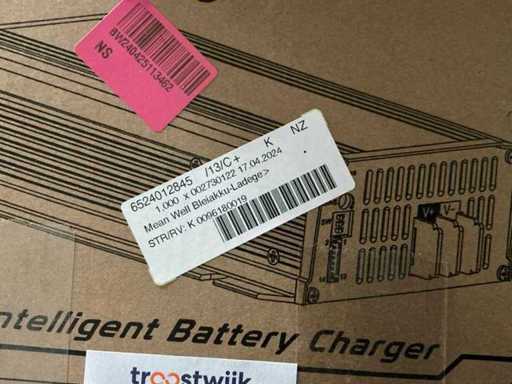 BW240425113462
NS
K NZ
6524012845 /13/C+
1,000 x 002730122 17.04.2024
Mean Well Bleiakku-Ladege>
STR/RV: K 0096180019
V+ V-
ntelligent Battery Charger
troostwijk